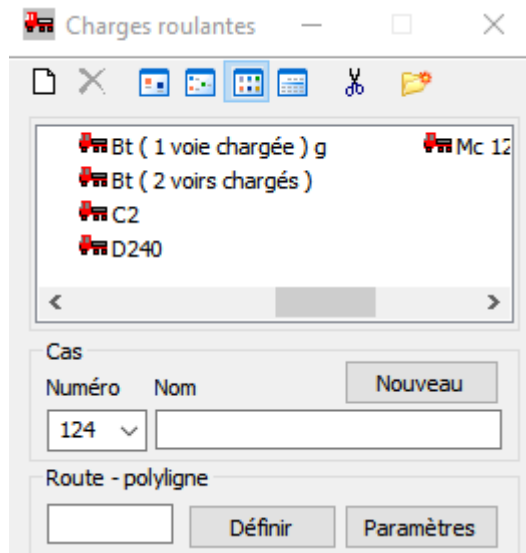 Charges roulantes
Bt ( 1 voie chargée ) g
Mc 12
Bt ( 2 voirs chargés )
C2
D240
Cas
Numéro Nom Nouveau
124
Route - polyligne
Définir Paramètres